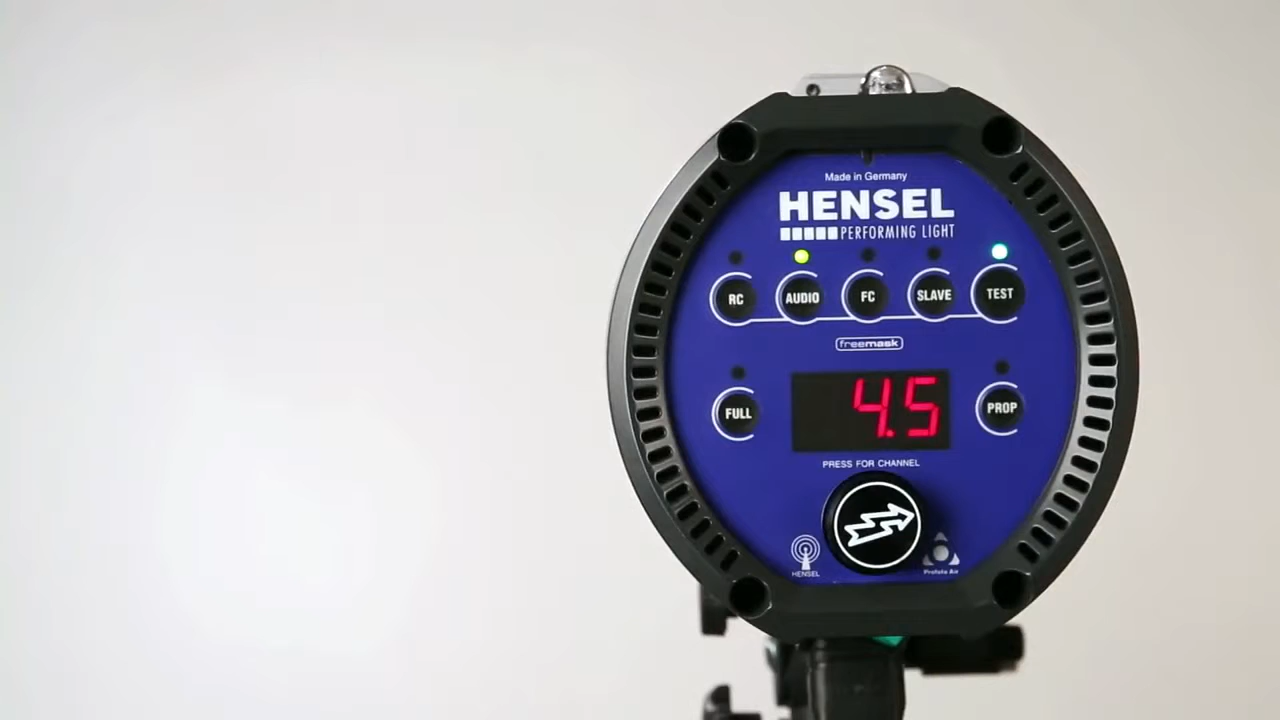 Made in Germany
HENSEL
PERFORMING LIGHT
RC AUDIO FC SLAVE TEST
freemask
FULL 4.5 PROP
PRESS FOR CHANNEL
HENSEL Profoto Air